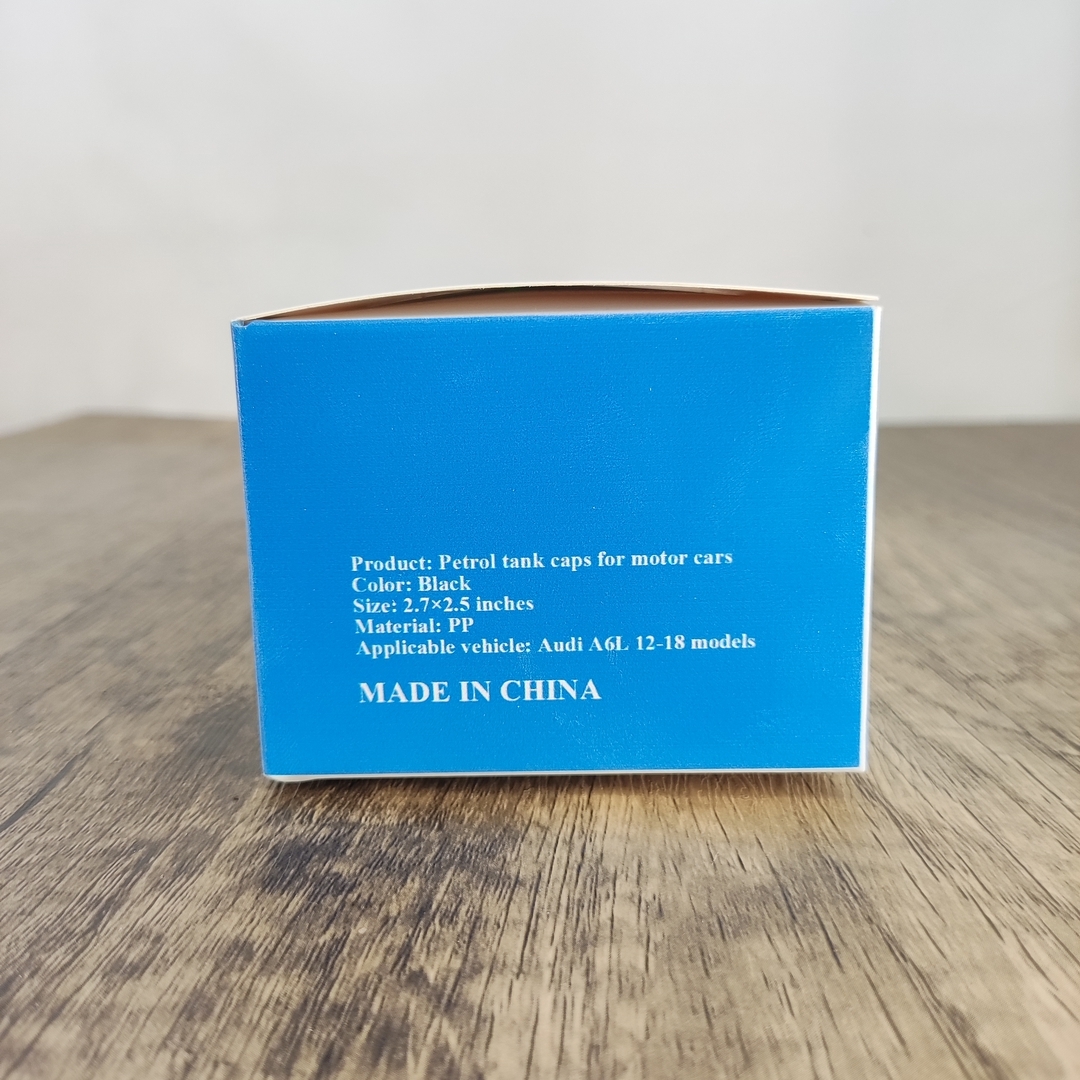 Product: Petrol tank caps for motor cars
Color: Black
Size: 2.7×2.5 inches
Material: PP
Applicable vehicle: Audi A6L 12-18 models
MADE IN CHINA